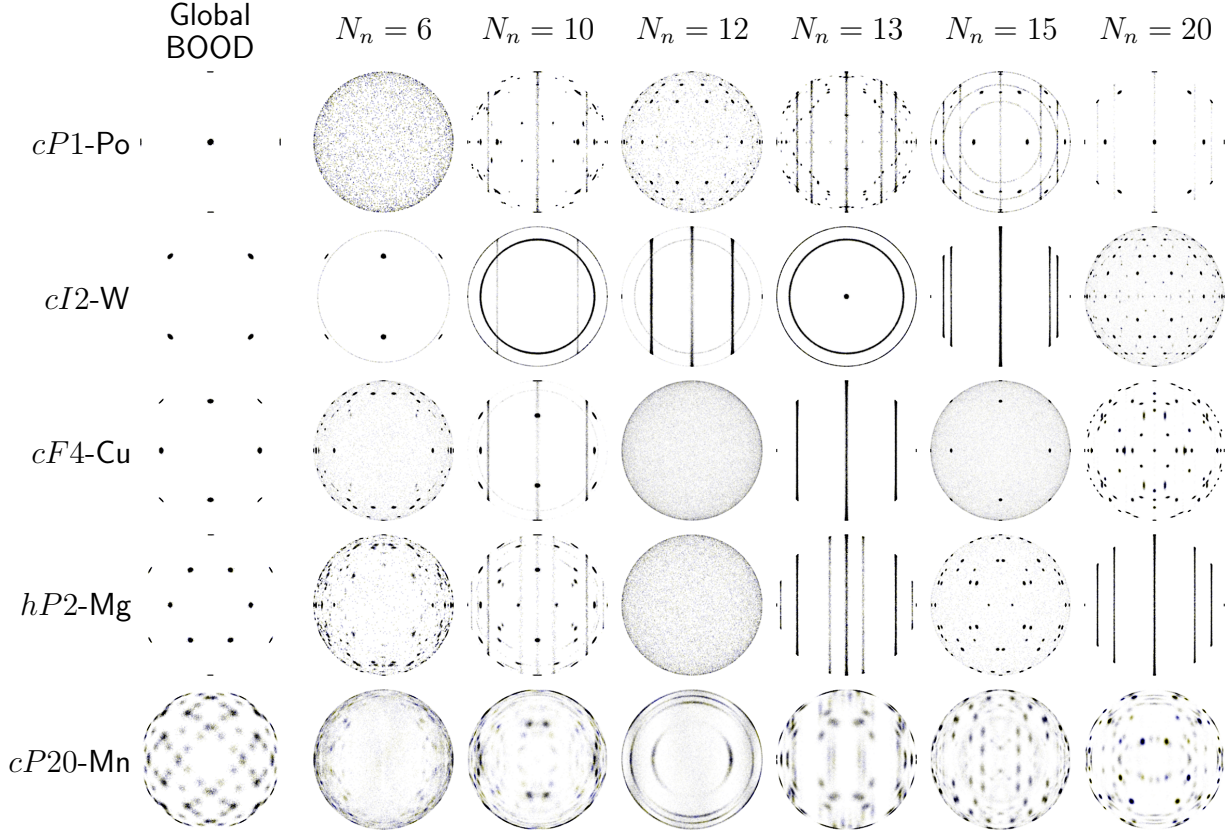 Global
BOOD
N_n = 6
N_n = 10
N_n = 12
N_n = 13
N_n = 15
N_n = 20
cP1-Po
cI2-W
cF4-Cu
hP2-Mg
cP20-Mn